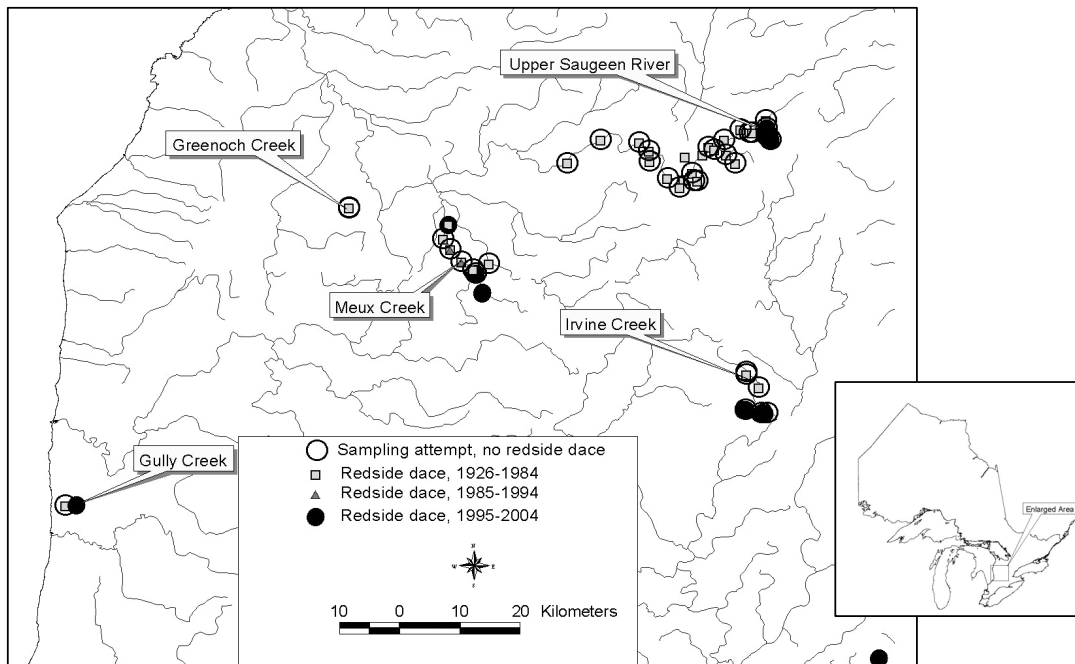 Upper Saugeen River
Greenoch Creek
Meux Creek
Irvine Creek
Gully Creek
Sampling attempt, no redside dace
Redside dace, 1926-1984
Redside dace, 1985-1994
Redside dace, 1995-2004
N
W E
S
10 0 10 20 Kilometers
Enlarged Area